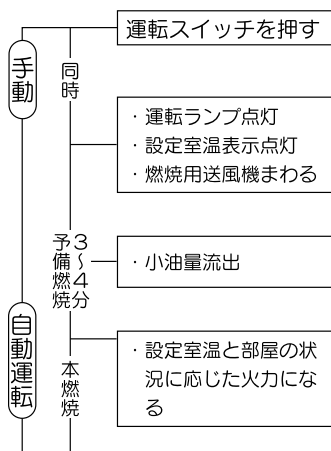 運転スイッチを押す
手動
同時
・運転ランプ点灯
・設定室温表示点灯
・燃焼用送風機まわる
3～4分
予備燃焼
・小油量流出
自動運転
本燃焼
・設定室温と部屋の状
況に応じた火力にな
る